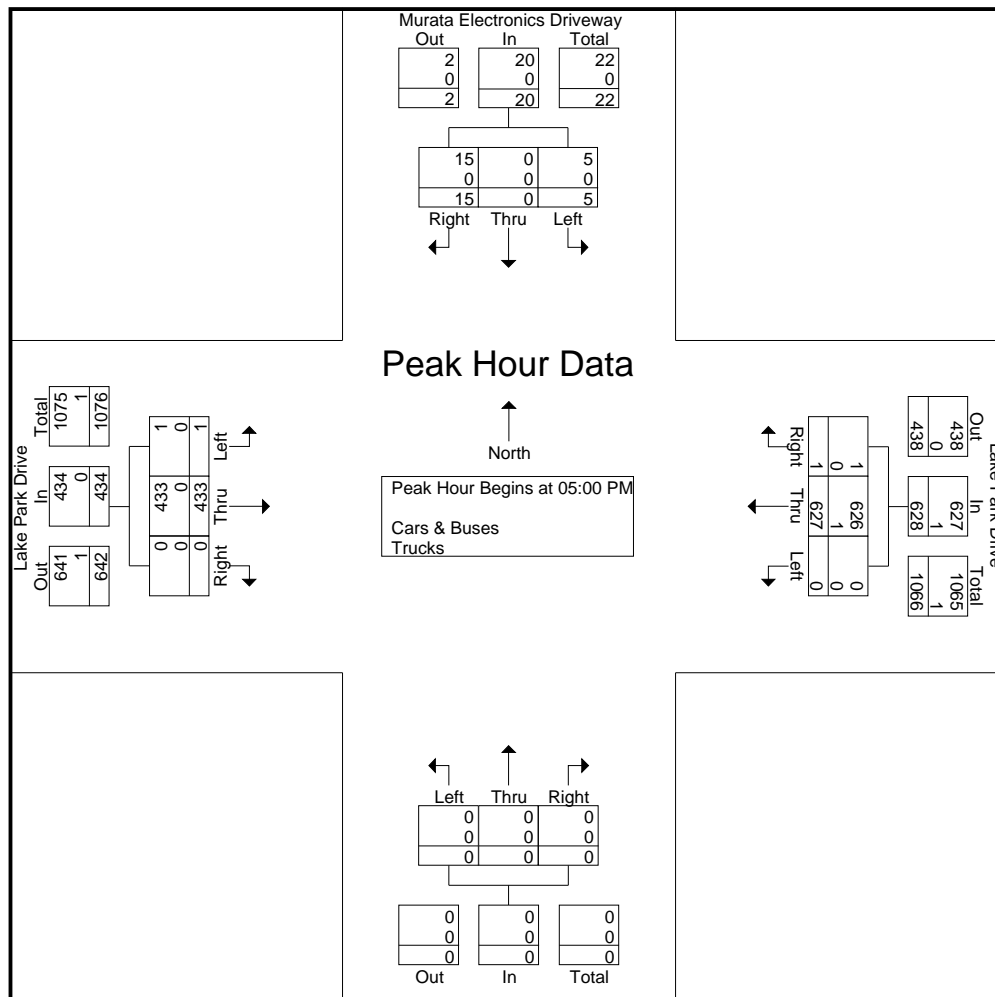 Murata Electronics Driveway
Out In Total
2 20 22
0 0 0
2 20 22
15 0 5
0 0 0
15 0 5
Right Thru Left
Peak Hour Data
North
Peak Hour Begins at 05:00 PM
Cars & Buses
Trucks
Lake Park Drive
Total In Out
1075 434 641
1 0 1
1076 434 642
1 433 0
0 0 0
1 433 0
Left Thru Right
Lake Park Drive
Out In Total
438 627 1065
0 1 1
438 628 1066
1 626 0
0 1 0
1 627 0
Right Thru Left
Left Thru Right
0 0 0
0 0 0
0 0 0
0 0 0
0 0 0
0 0 0
Out In Total